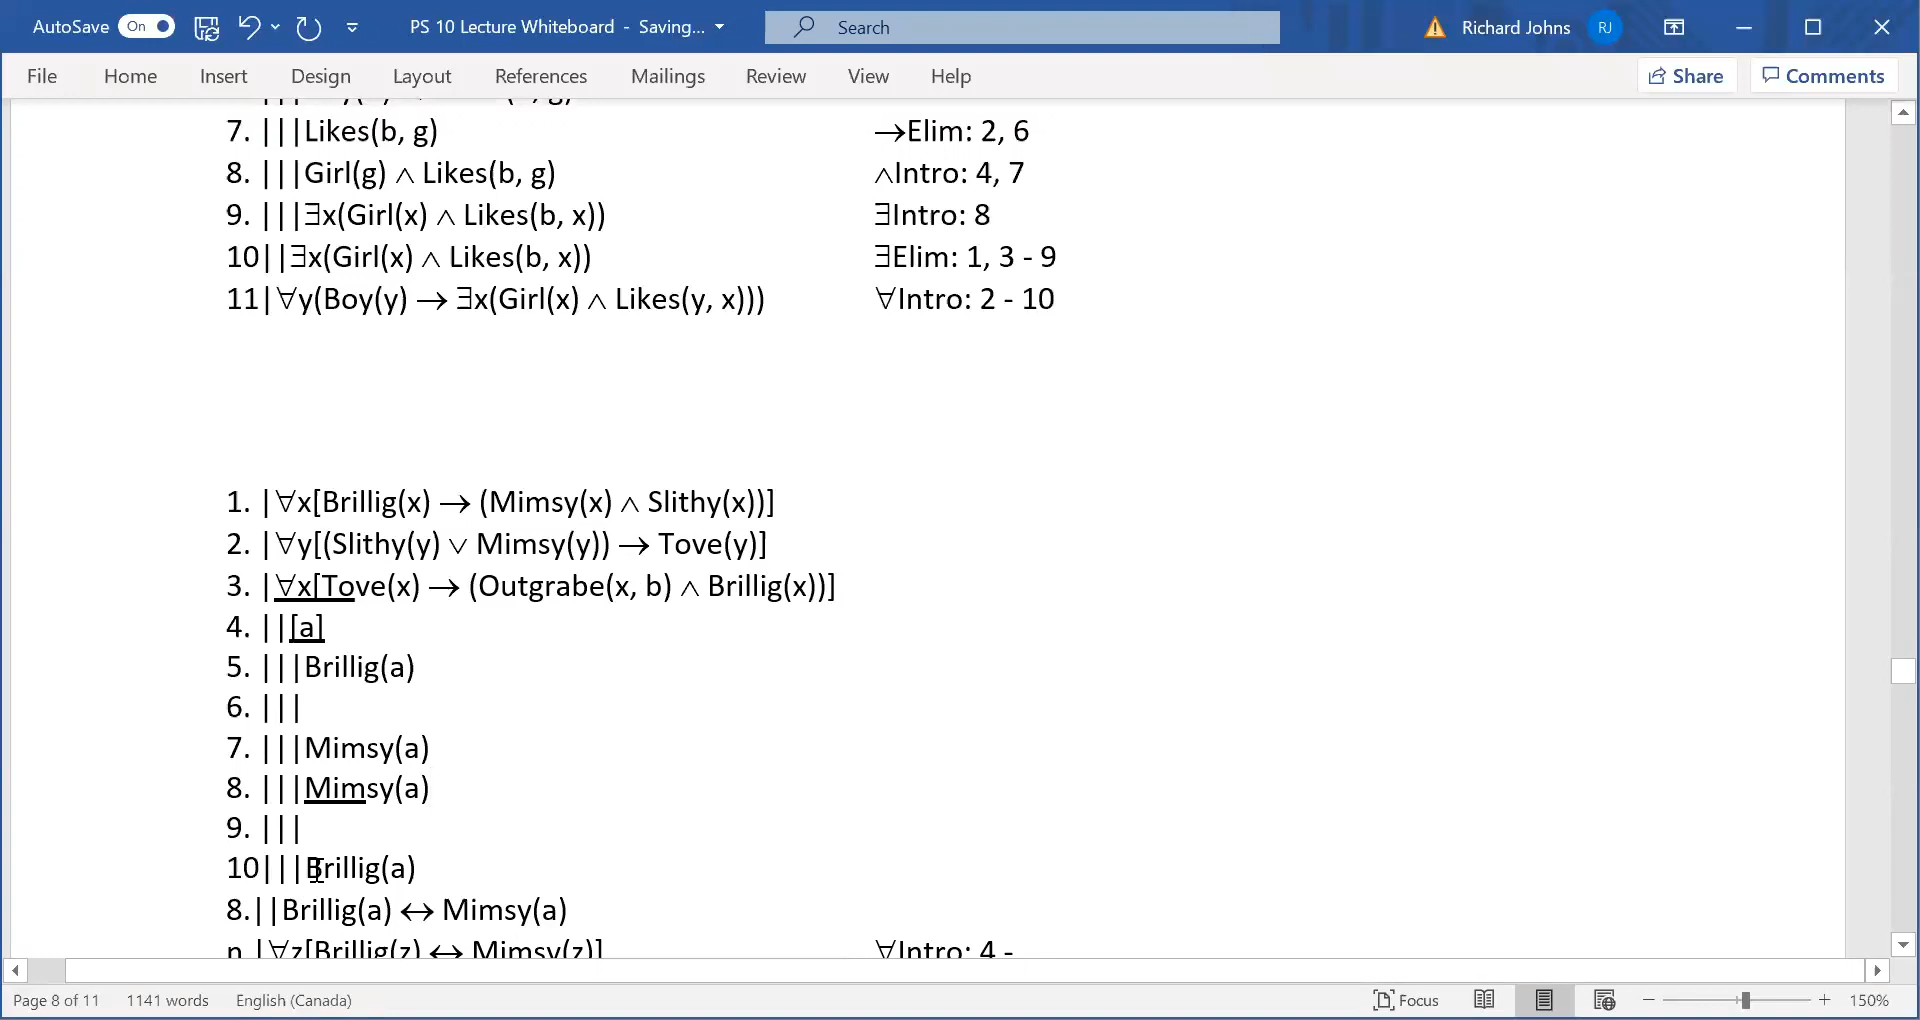 AutoSave On PS 10 Lecture Whiteboard - Saving... Search Richard Johns RJ
File Home Insert Design Layout References Mailings Review View Help Share Comments
7. |||Likes(b, g) →Elim: 2, 6
8. |||Girl(g) ∧ Likes(b, g) ∧Intro: 4, 7
9. |||∃x(Girl(x) ∧ Likes(b, x)) ∃Intro: 8
10||∃x(Girl(x) ∧ Likes(b, x)) ∃Elim: 1, 3 - 9
11|∀y(Boy(y) → ∃x(Girl(x) ∧ Likes(y, x))) ∀Intro: 2 - 10
1. |∀x[Brillig(x) → (Mimsy(x) ∧ Slithy(x))]
2. |∀y[(Slithy(y) ∨ Mimsy(y)) → Tove(y)]
3. |∀x[Tove(x) → (Outgrabe(x, b) ∧ Brillig(x))]
4. ||[a]
5. |||Brillig(a)
6. |||
7. |||Mimsy(a)
8. |||Mimsy(a)
9. |||
10|||Brillig(a)
8.||Brillig(a) ↔ Mimsy(a)
n. |∀z[Brillig(z) ↔ Mimsy(z)] ∀Intro: 4 -
Page 8 of 11 1141 words English (Canada) Focus 150%